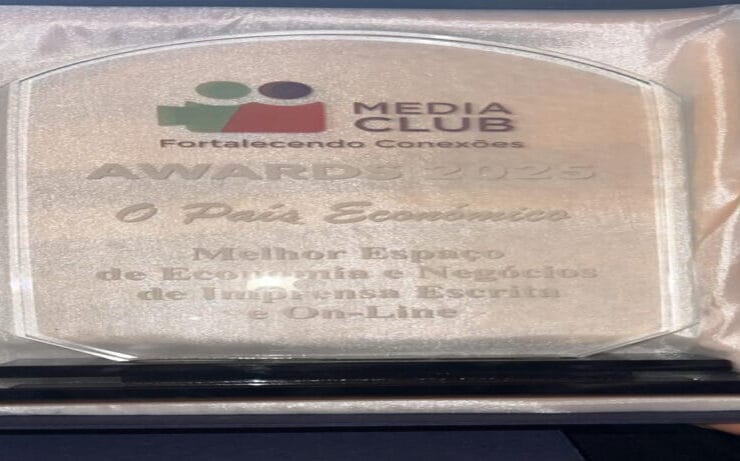 MEDIA
CLUB
Fortalecendo Conexões
AWARDS 2025
O País Económico
Melhor Espaço
de Economia e Negócios
de Imprensa Escrita
e On-Line